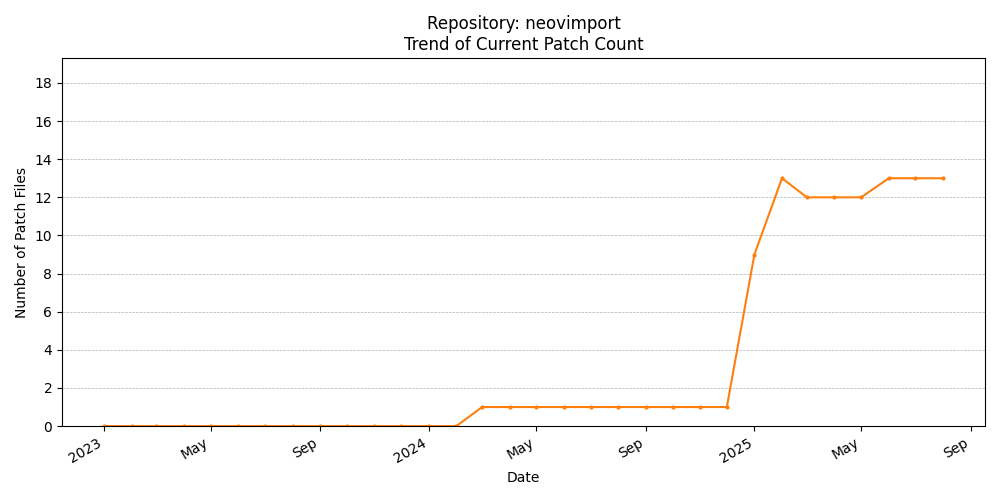 Repository: neovimport
Trend of Current Patch Count
Number of Patch Files
18
16
14
12
10
8
6
4
2
0
2023
May
Sep
2024
May
Sep
2025
May
Sep
Date